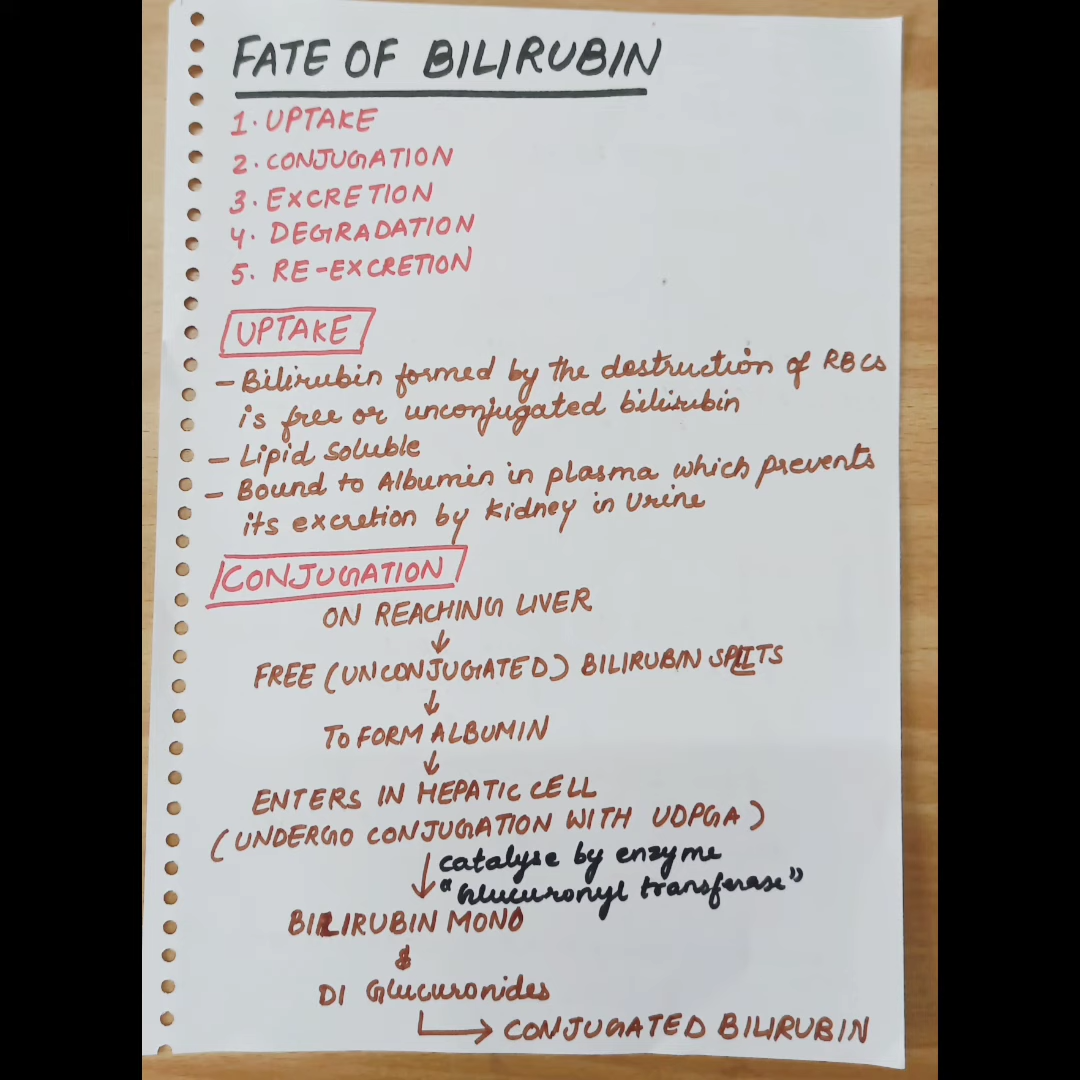 FATE OF BILIRUBIN
1. UPTAKE
2. CONJUGATION
3. EXCRETION
4. DEGRADATION
5. RE-EXCRETION
UPTAKE
- Bilirubin formed by the destruction of RBCs
is free or unconjugated bilirubin
- Lipid Soluble
- Bound to Albumin in plasma which prevents
its excretion by Kidney in Urine
CONJUGATION
ON REACHING LIVER
↓
FREE (UNCONJUGATED) BILIRUBIN SPLITS
↓
TO FORM ALBUMIN
↓
ENTERS IN HEPATIC CELL
(UNDERGO CONJUGATION WITH UDPGA)
↓ catalyse by enzyme
"Glucuronyl transferase"
BILIRUBIN MONO
&
DI Glucuronides
→ CONJUGATED BILIRUBIN